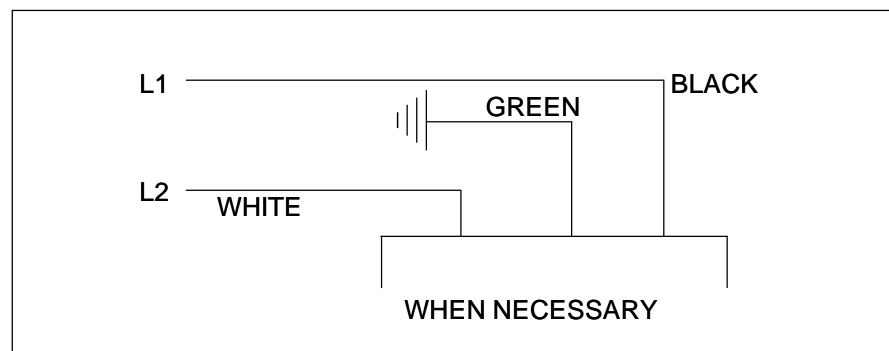 L1
BLACK
GREEN
L2
WHITE
WHEN NECESSARY